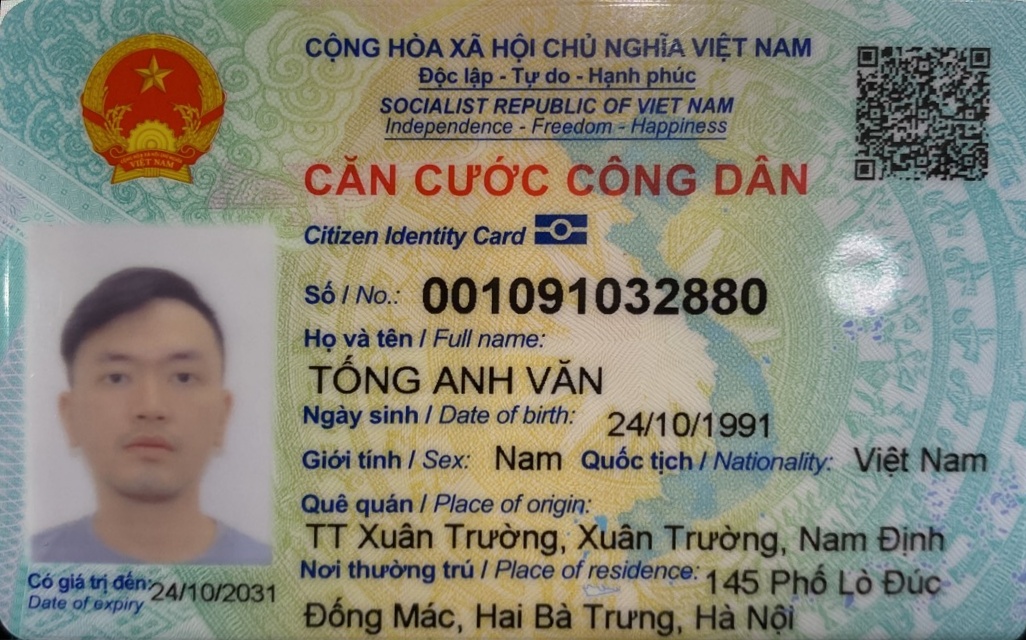 CỘNG HÒA XÃ HỘI CHỦ NGHĨA VIỆT NAM
Độc lập - Tự do - Hạnh phúc
SOCIALIST REPUBLIC OF VIET NAM
Independence - Freedom - Happiness
VIỆT NAM
CĂN CƯỚC CÔNG DÂN
Citizen Identity Card
Số / No.: 001091032880
Họ và tên / Full name:
TỐNG ANH VĂN
Ngày sinh / Date of birth: 24/10/1991
Giới tính / Sex: Nam Quốc tịch / Nationality: Việt Nam
Quê quán / Place of origin:
TT Xuân Trường, Xuân Trường, Nam Định
Nơi thường trú / Place of residence: 145 Phố Lò Đúc
Đống Mác, Hai Bà Trưng, Hà Nội
Có giá trị đến: 24/10/2031
Date of expiry